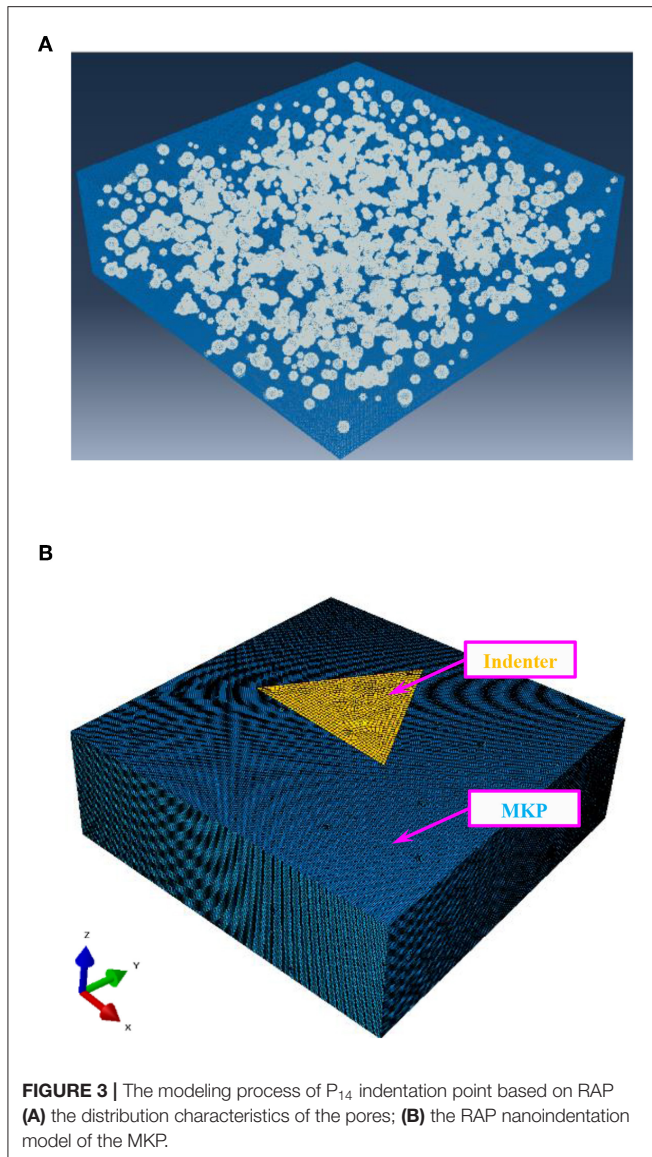 A
B
Indenter
MKP
Z
Y
X
FIGURE 3 | The modeling process of P₁₄ indentation point based on RAP
(A) the distribution characteristics of the pores; (B) the RAP nanoindentation
model of the MKP.